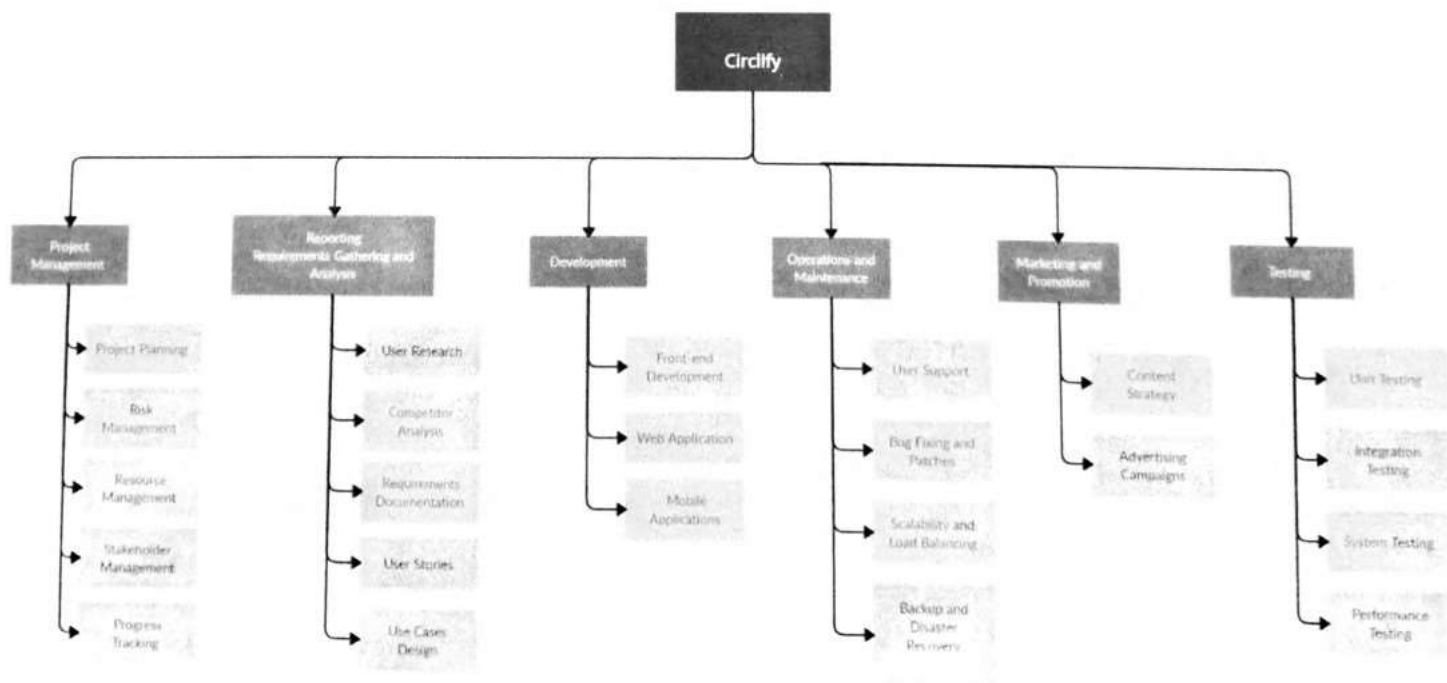 Circlify
Project
Management
Project Planning
Risk
Management
Resource
Management
Stakeholder
Management
Progress
Tracking
Reporting
Requirements Gathering and
Analysis
User Research
Competitor
Analysis
Requirements
Documentation
User Stories
Use Cases
Design
Development
Front-end
Development
Web Application
Mobile
Applications
Operations and
Maintenance
User Support
Bug Fixing and
Patches
Scalability and
Load Balancing
Backup and
Disaster
Recovery
Marketing and
Promotion
Content
Strategy
Advertising
Campaigns
Testing
Unit Testing
Integration
Testing
System Testing
Performance
Testing